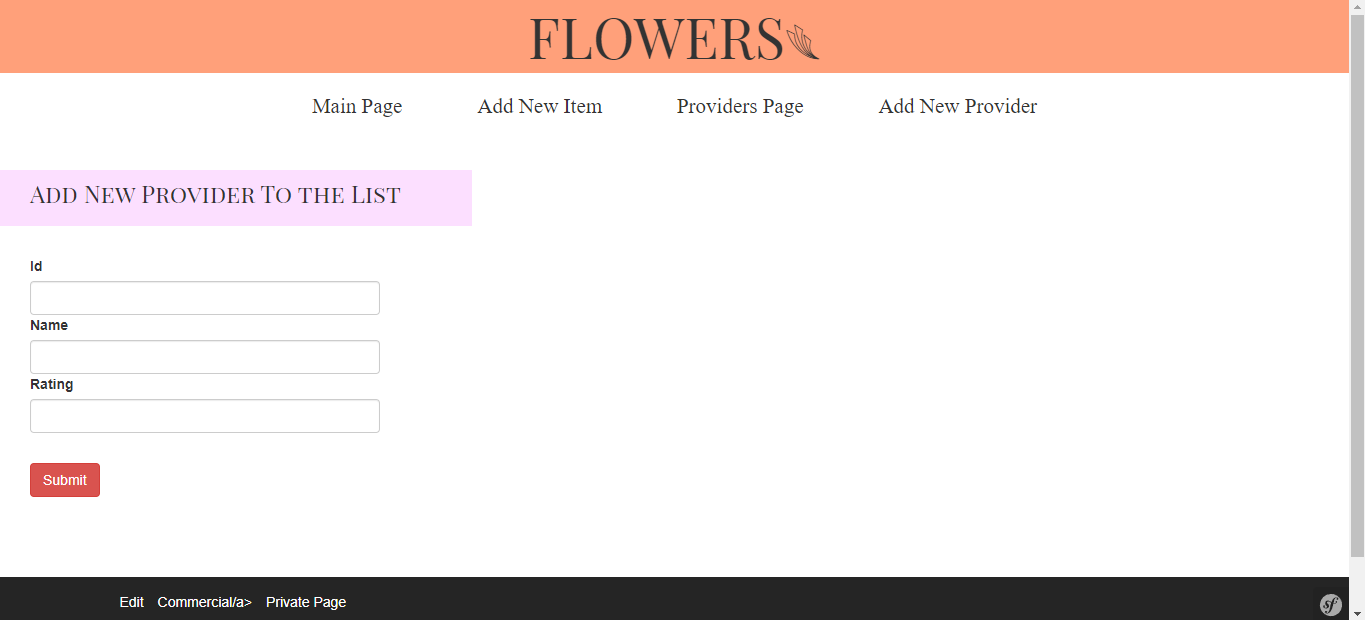 FLOWERS
Main Page Add New Item Providers Page Add New Provider
Add New Provider To the List
Id
Name
Rating
Submit
Edit Commercial/a> Private Page
sf